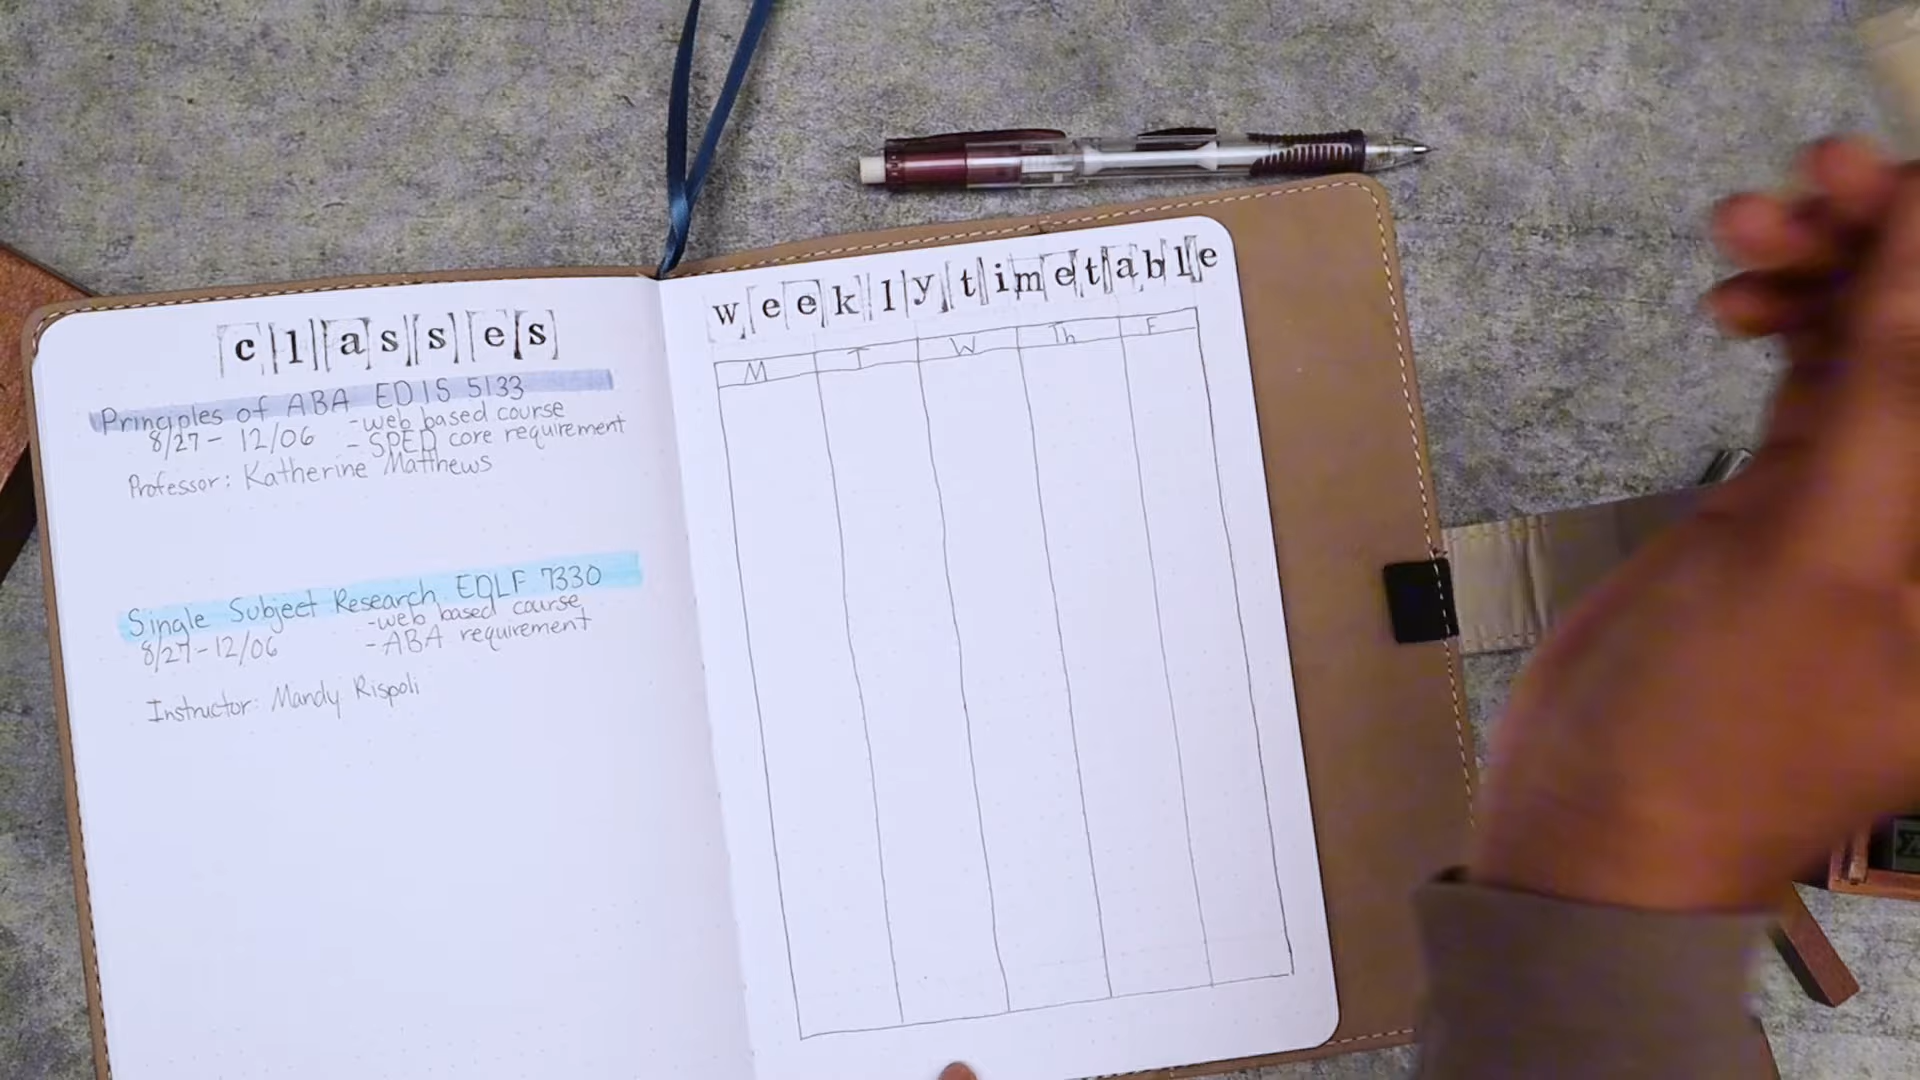 classes
Principles of ABA EDIS 5133
8/27 - 12/06
-web based course
- SPED core requirement
Professor: Katherine Matthews
Single Subject Research EDLF 7330
8/27-12/06
-web based course
-ABA requirement
Instructor: Mandy Rispoli
weekly timetable
M T W Th F